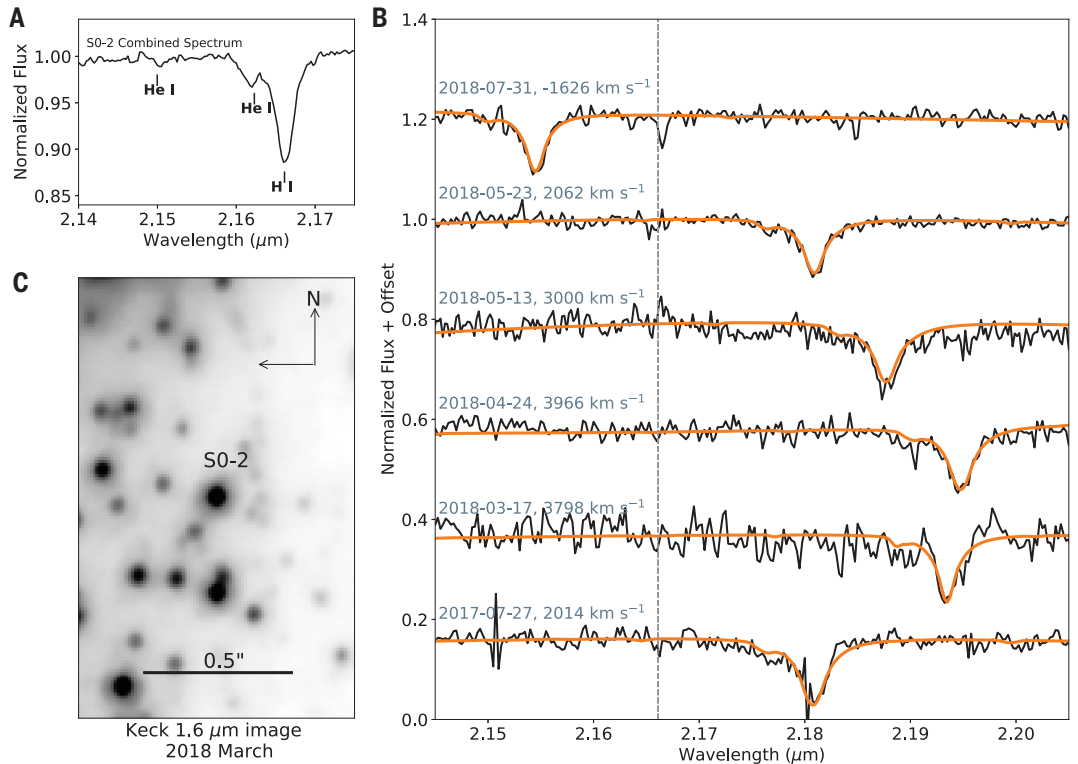 A
S0-2 Combined Spectrum
He I
He I
H I
1.00
0.95
0.90
0.85
Normalized Flux
2.14
2.15
2.16
2.17
Wavelength (μm)
B
1.4
1.2
1.0
0.8
0.6
0.4
0.2
0.0
Normalized Flux + Offset
2018-07-31, -1626 km s⁻¹
2018-05-23, 2062 km s⁻¹
2018-05-13, 3000 km s⁻¹
2018-04-24, 3966 km s⁻¹
2018-03-17, 3798 km s⁻¹
2017-07-27, 2014 km s⁻¹
2.15
2.16
2.17
2.18
2.19
2.20
Wavelength (μm)
C
N
S0-2
0.5"
Keck 1.6 μm image
2018 March